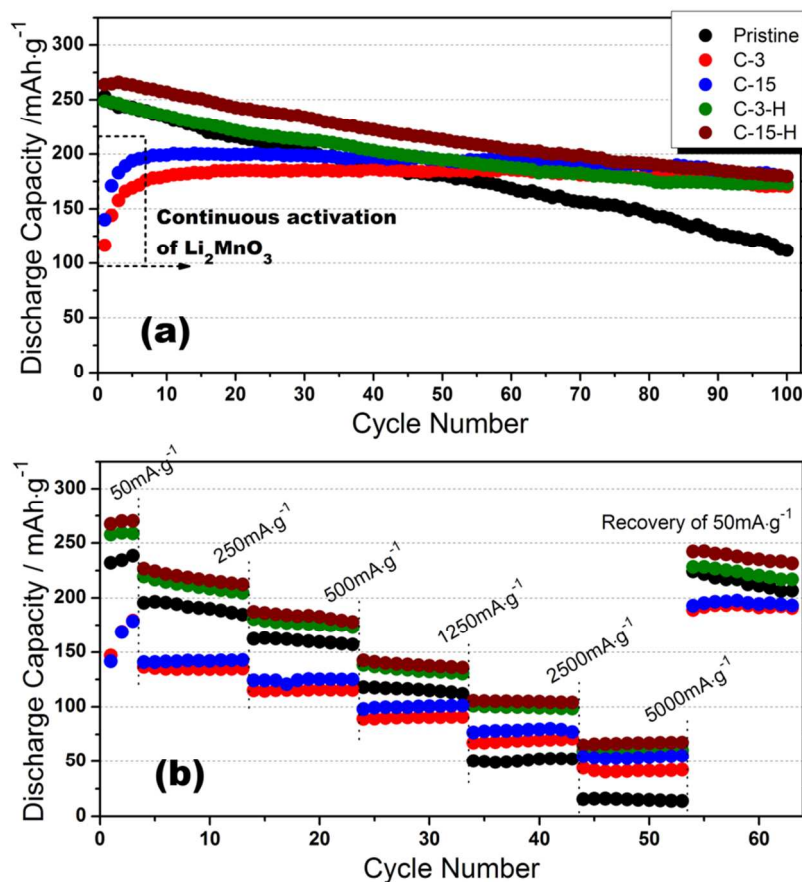 Discharge Capacity /mAh·g⁻¹
300
250
200
150
100
50
0
Pristine
C-3
C-15
C-3-H
C-15-H
Continuous activation
of Li₂MnO₃
(a)
0 10 20 30 40 50 60 70 80 90 100
Cycle Number
Discharge Capacity / mAh·g⁻¹
300
250
200
150
100
50
0
50mA·g⁻¹
250mA·g⁻¹
500mA·g⁻¹
1250mA·g⁻¹
2500mA·g⁻¹
5000mA·g⁻¹
Recovery of 50mA·g⁻¹
(b)
0 10 20 30 40 50 60
Cycle Number